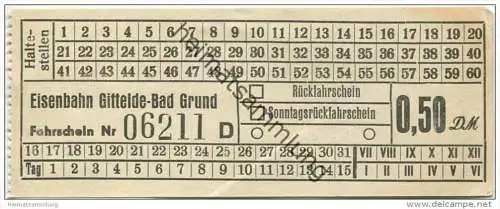 Halte-
stellen
1 2 3 4 5 6 7 8 9 10 11 12 13 14 15 16 17 18 19 20
21 22 23 24 25 26 27 28 29 30 31 32 33 34 35 36 37 38 39 40
41 42 43 44 45 46 47 48 49 50 51 52 53 54 55 56 57 58 59 60
Eisenbahn Gittelde-Bad Grund
Fahrschein Nr 06211 D
Rückfahrschein
Sonntagsrückfahrschein
0,50 DM
16 17 18 19 20 21 22 23 24 25 26 27 28 29 30 31 VII VIII IX X XI XII
Tag 1 2 3 4 5 6 7 8 9 10 11 12 13 14 15 I II III IV V VI
heimatsammlung
heimatsammlung.de